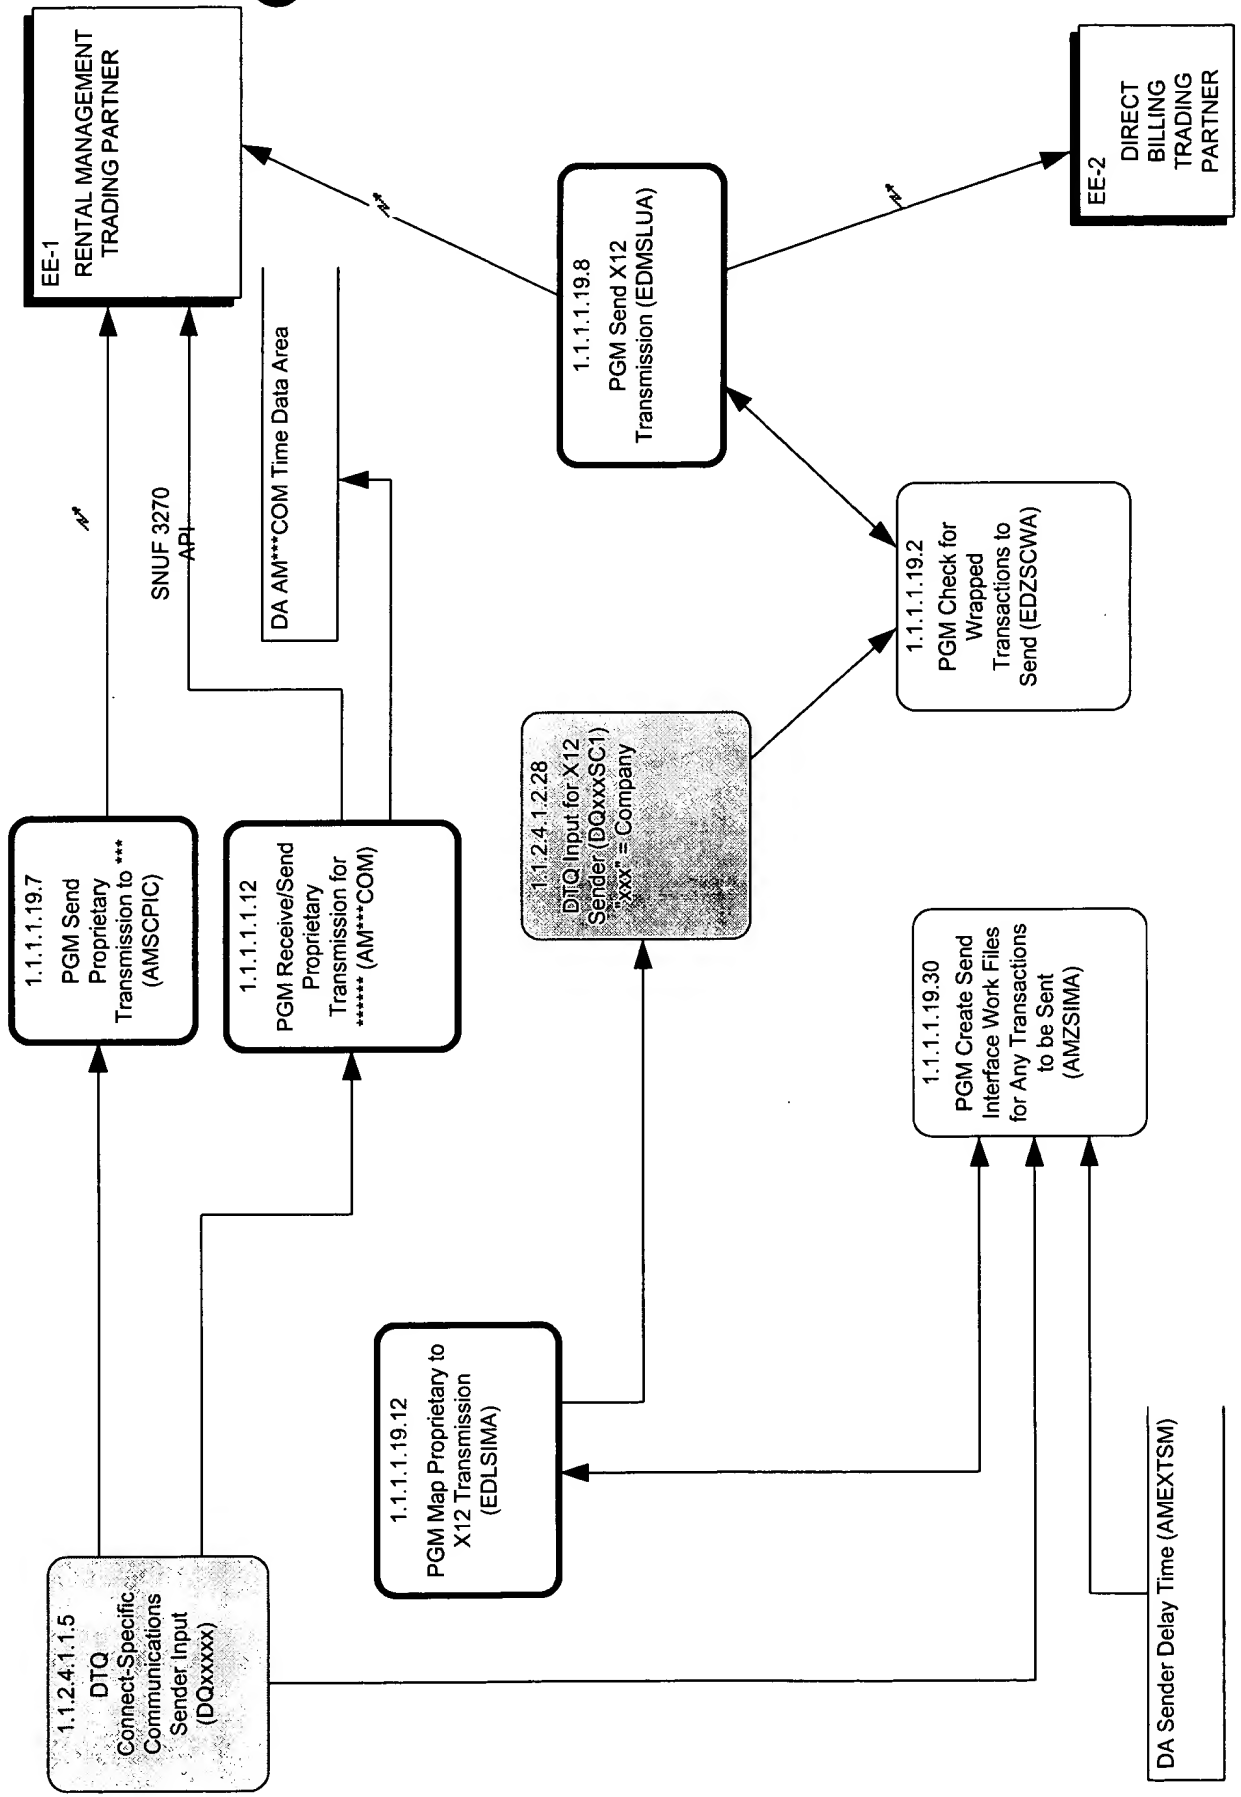 1.1.2.4.1.1.5
DTQ
Connect-Specific
Communications
Sender Input
(DQxxxxx)
1.1.1.1.19.7
PGM Send
Proprietary
Transmission to ***
(AMSCPIC)
1.1.1.1.1.12
PGM Receive/Send
Proprietary
Transmission for
****** (AM***COM)
SNUF 3270
API
DA AM***COM Time Data Area
EE-1
RENTAL MANAGEMENT
TRADING PARTNER
1.1.1.1.19.12
PGM Map Proprietary to
X12 Transmission
(EDLSIMA)
1.1.2.4.1.2.28
DTQ Input for X12
Sender (DQxxxSC1)
"xxx" = Company
1.1.1.1.19.8
PGM Send X12
Transmission (EDMSLUA)
DA Sender Delay Time (AMEXTSM)
1.1.1.1.19.30
PGM Create Send
Interface Work Files
for Any Transactions
to be Sent
(AMZSIMA)
1.1.1.1.19.2
PGM Check for
Wrapped
Transactions to
Send (EDZSCWA)
EE-2
DIRECT
BILLING
TRADING
PARTNER